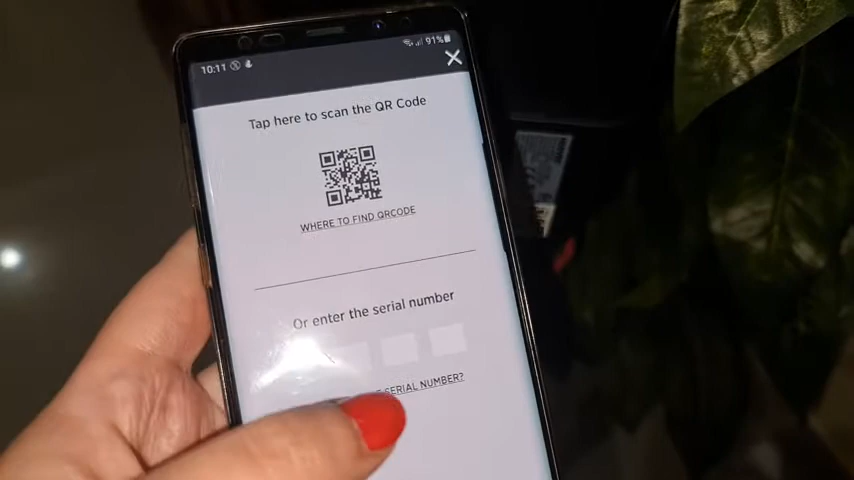 10:11
91%
Tap here to scan the QR Code
WHERE TO FIND QRCODE
Or enter the serial number
SERIAL NUMBER?